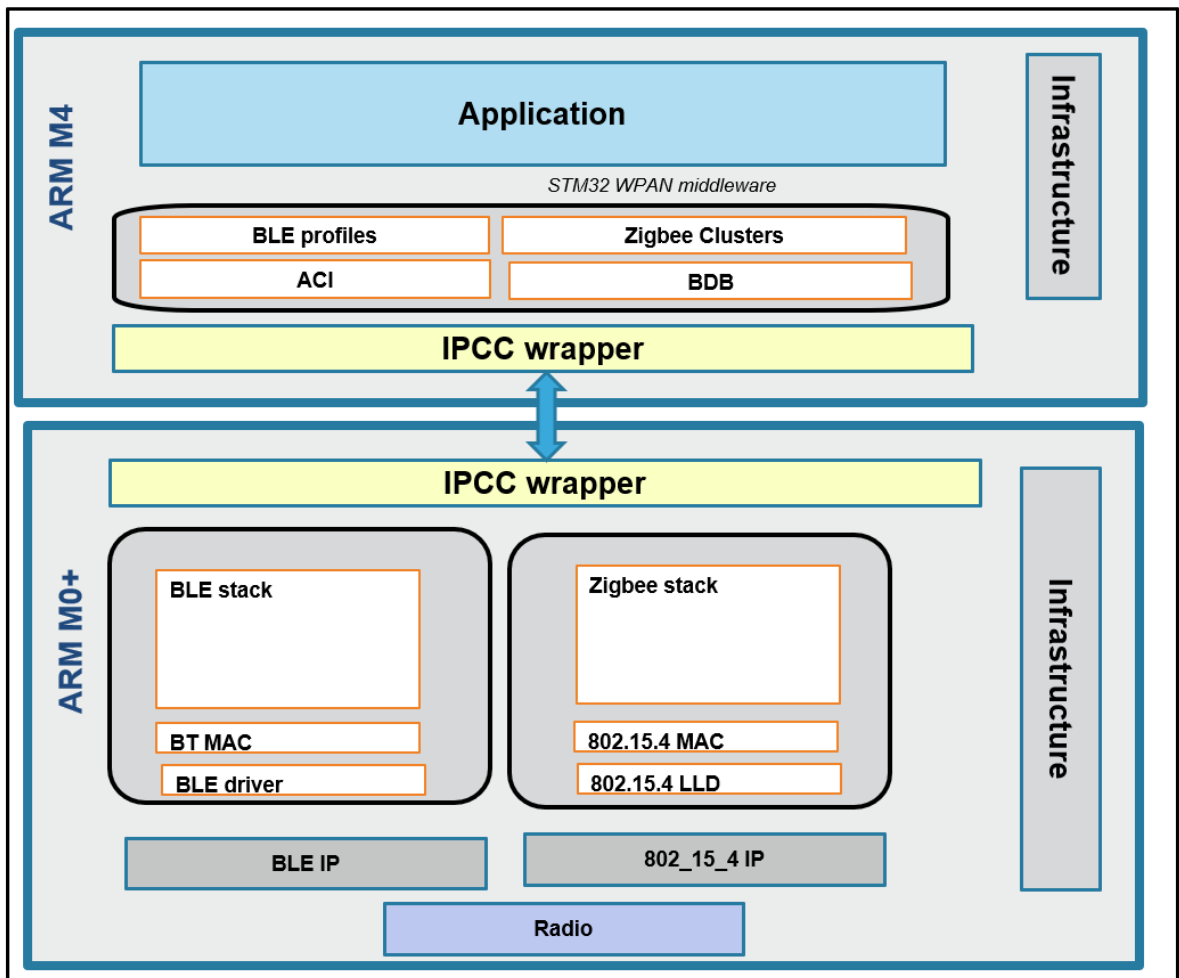 ARM M4
Application
Infrastructure
STM32 WPAN middleware
BLE profiles
Zigbee Clusters
ACI
BDB
IPCC wrapper
ARM M0+
IPCC wrapper
Infrastructure
BLE stack
Zigbee stack
BT MAC
802.15.4 MAC
BLE driver
802.15.4 LLD
BLE IP
802_15_4 IP
Radio